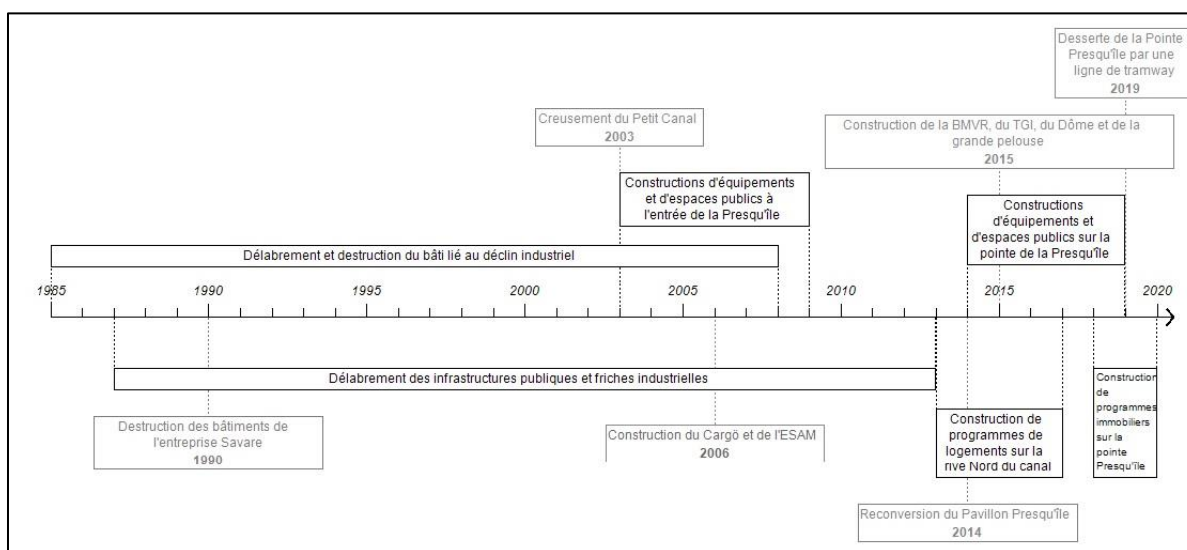 Desserte de la Pointe
Presqu'île par une
ligne de tramway
2019
Creusement du Petit Canal
2003
Construction de la BMVR, du TGI, du Dôme et de la
grande pelouse
2015
Constructions d'équipements
et d'espaces publics à
l'entrée de la Presqu'île
Constructions
d'équipements et
d'espaces publics sur la
pointe de la Presqu'île
Délabrement et destruction du bâti lié au déclin industriel
1985 1990 1995 2000 2005 2010 2015 2020
Délabrement des infrastructures publiques et friches industrielles
Destruction des bâtiments de
l'entreprise Savare
1990
Construction du Cargö et de l'ESAM
2006
Construction de
programmes de
logements sur la
rive Nord du canal
Construction
de
programmes
immobiliers
sur la
pointe
Presqu'île
Reconversion du Pavillon Presqu'île
2014